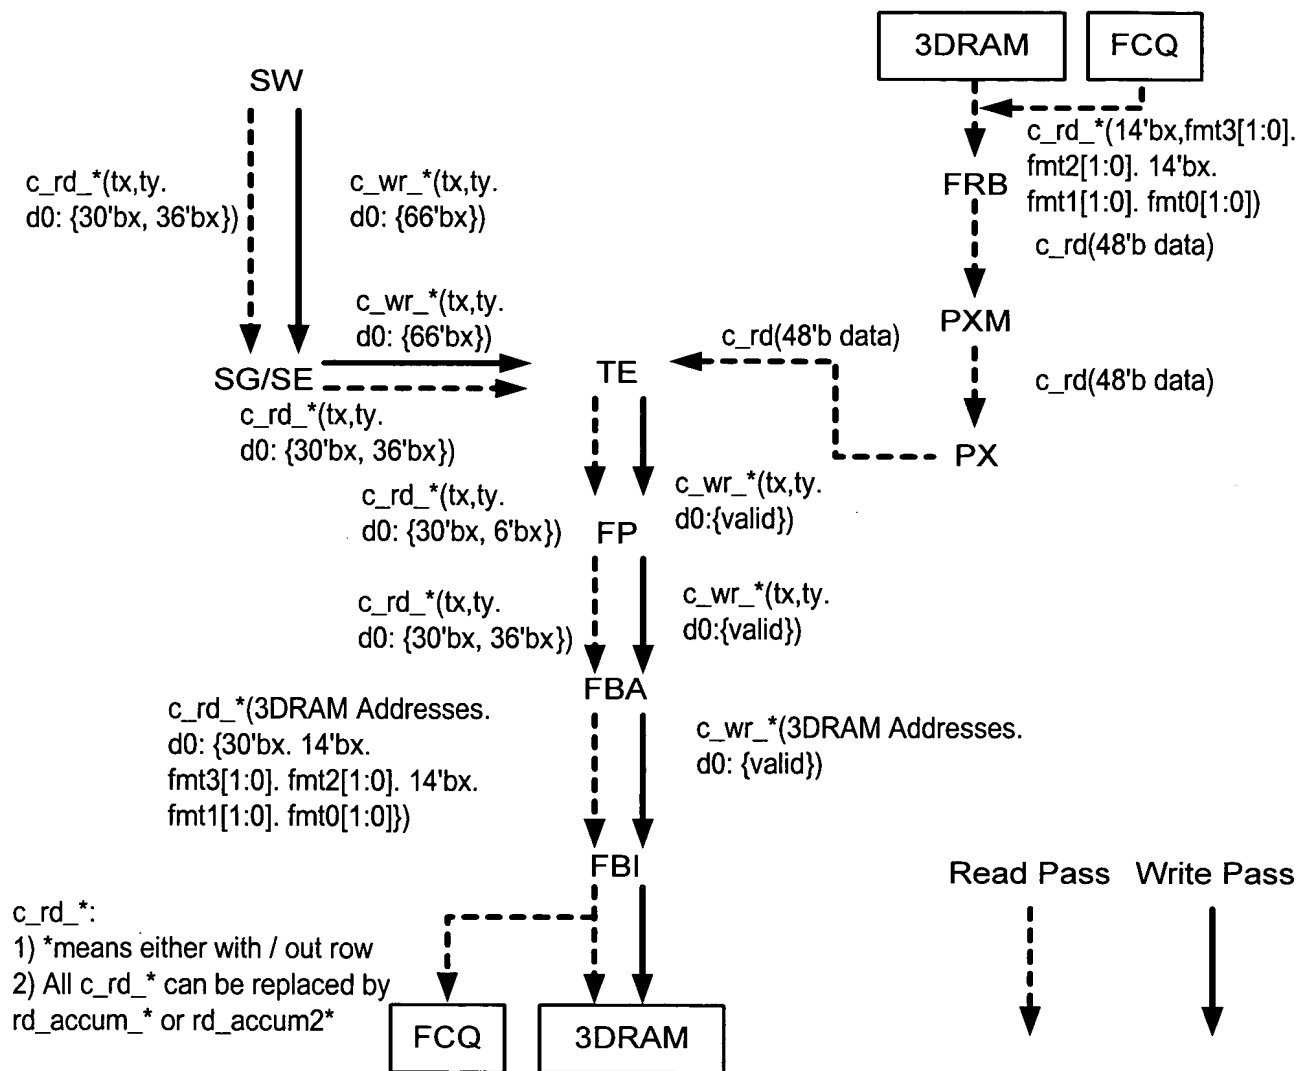 3DRAM
FCQ
SW
c_rd_*(14'bx,fmt3[1:0].
fmt2[1:0]. 14'bx.
fmt1[1:0]. fmt0[1:0])
FRB
c_rd_*(tx,ty.
d0: {30'bx, 36'bx})
c_wr_*(tx,ty.
d0: {66'bx})
c_rd(48'b data)
c_wr_*(tx,ty.
d0: {66'bx})
PXM
c_rd(48'b data)
SG/SE
TE
c_rd(48'b data)
c_rd_*(tx,ty.
d0: {30'bx, 36'bx})
PX
c_rd_*(tx,ty.
d0: {30'bx, 6'bx})
c_wr_*(tx,ty.
d0:{valid})
FP
c_rd_*(tx,ty.
d0: {30'bx, 36'bx})
c_wr_*(tx,ty.
d0:{valid})
FBA
c_rd_*(3DRAM Addresses.
d0: {30'bx. 14'bx.
fmt3[1:0]. fmt2[1:0]. 14'bx.
fmt1[1:0]. fmt0[1:0]})
c_wr_*(3DRAM Addresses.
d0: {valid})
FBI
Read Pass
Write Pass
c_rd_*:
1) *means either with / out row
2) All c_rd_* can be replaced by
rd_accum_* or rd_accum2*
FCQ
3DRAM